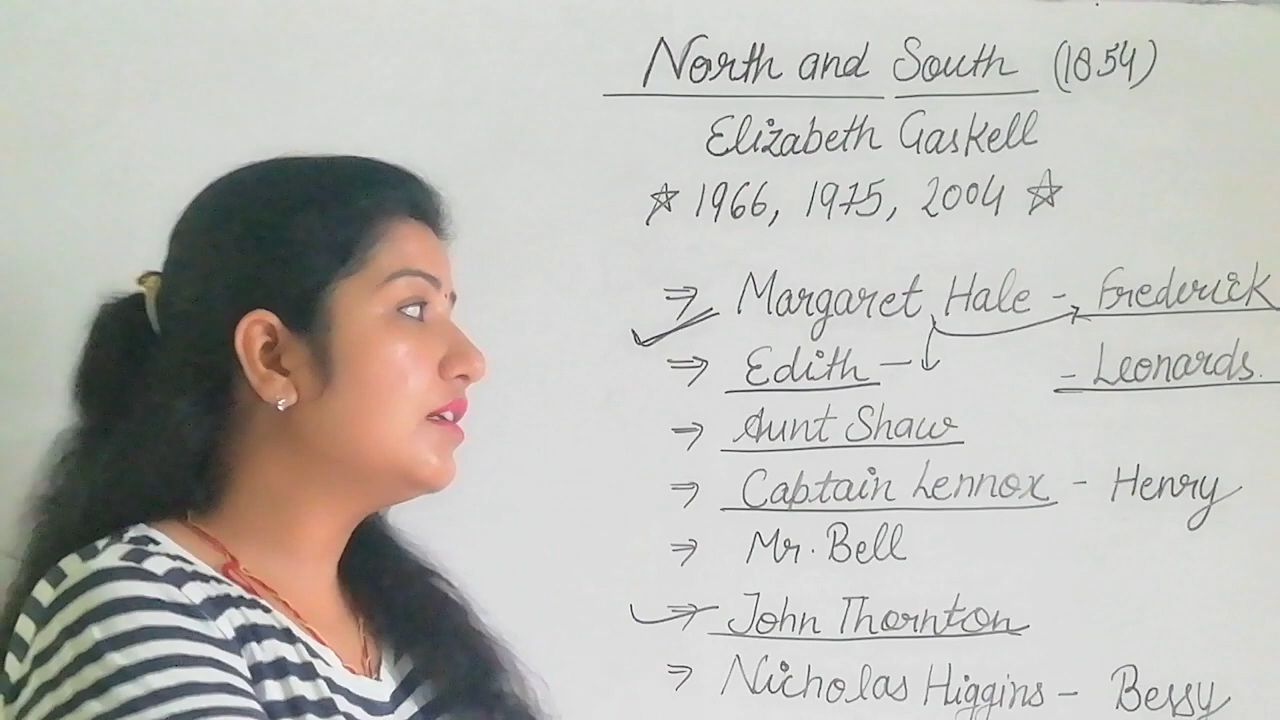 North and South (1854)
Elizabeth Gaskell
☆ 1966, 1975, 2004 ☆
⇒ Margaret Hale - Frederick
⇒ Edith - - Leonards.
⇒ Aunt Shaw
⇒ Captain Lennox - Henry
⇒ Mr. Bell
⇒ John Thornton
⇒ Nicholas Higgins - Bessy